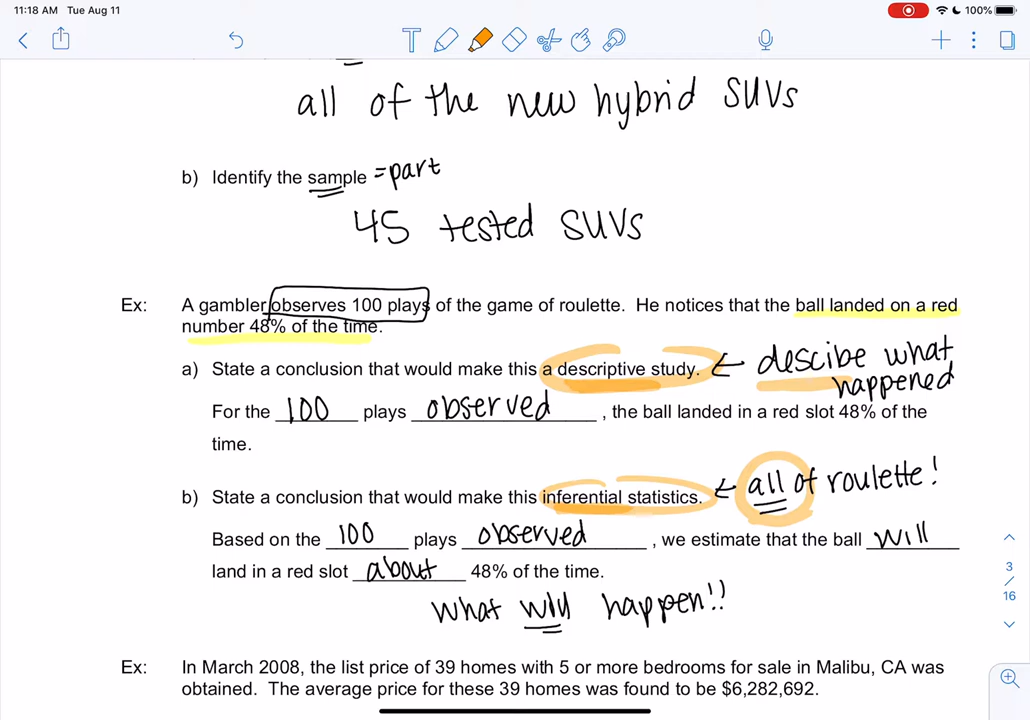 11:18 AM Tue Aug 11
100%
all of the new hybrid SUVs
b) Identify the sample = part
45 tested SUVs
Ex: A gambler observes 100 plays of the game of roulette. He notices that the ball landed on a red
number 48% of the time.
a) State a conclusion that would make this a descriptive study. ← descibe what
happened
For the 100 plays observed, the ball landed in a red slot 48% of the
time.
b) State a conclusion that would make this inferential statistics. ← all of roulette!
Based on the 100 plays observed, we estimate that the ball will
land in a red slot about 48% of the time.
what will happen!!
3
/
16
Ex: In March 2008, the list price of 39 homes with 5 or more bedrooms for sale in Malibu, CA was
obtained. The average price for these 39 homes was found to be $6,282,692.